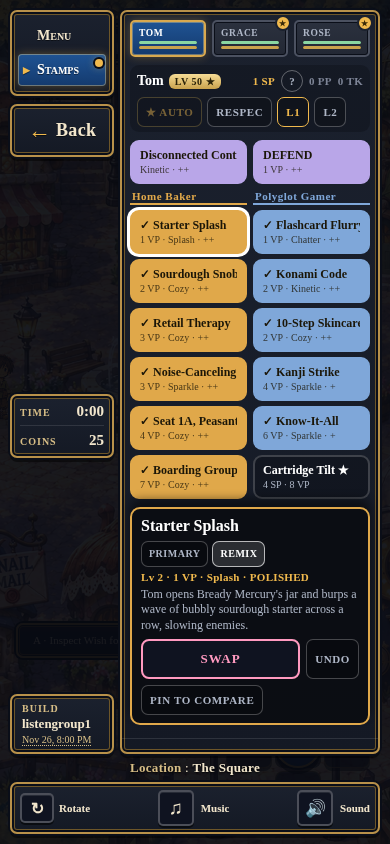 Menu
▶ Stamps
← Back
TIME 0:00
COINS 25
BUILD
listengroup1
Nov 26, 8:00 PM
TOM GRACE ★ ROSE ★
Tom LV 50 ★ 1 SP ? 0 PP 0 TK
★ AUTO RESPEC L1 L2
Disconnected Cont
Kinetic · ++
DEFEND
1 VP · ++
Home Baker
Polyglot Gamer
✓ Starter Splash
1 VP · Splash · ++
✓ Flashcard Flurry
1 VP · Chatter · ++
✓ Sourdough Snob
2 VP · Cozy · ++
✓ Konami Code
2 VP · Kinetic · ++
✓ Retail Therapy
3 VP · Cozy · ++
✓ 10-Step Skincare
2 VP · Cozy · ++
✓ Noise-Canceling
3 VP · Sparkle · ++
✓ Kanji Strike
4 VP · Sparkle · +
✓ Seat 1A, Peasant
4 VP · Cozy · ++
✓ Know-It-All
6 VP · Sparkle · +
✓ Boarding Group
7 VP · Cozy · ++
Cartridge Tilt ★
4 SP · 8 VP
Starter Splash
PRIMARY REMIX
Lv 2 · 1 VP · Splash · POLISHED
Tom opens Bready Mercury's jar and burps a
wave of bubbly sourdough starter across a
row, slowing enemies.
SWAP UNDO
PIN TO COMPARE
Location : The Square
↻ Rotate ♫ Music 🔊 Sound